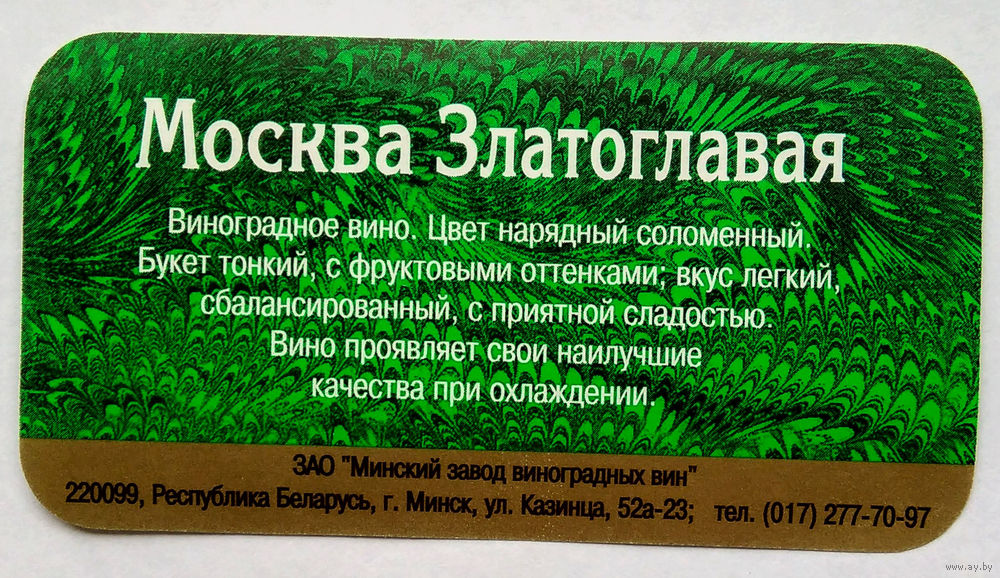 Москва Златоглавая
Виноградное вино. Цвет нарядный соломенный.
Букет тонкий, с фруктовыми оттенками; вкус легкий,
сбалансированный, с приятной сладостью.
Вино проявляет свои наилучшие
качества при охлаждении.
ЗАО "Минский завод виноградных вин"
220099, Республика Беларусь, г. Минск, ул. Казинца, 52а-23; тел. (017) 277-70-97
www.ay.by